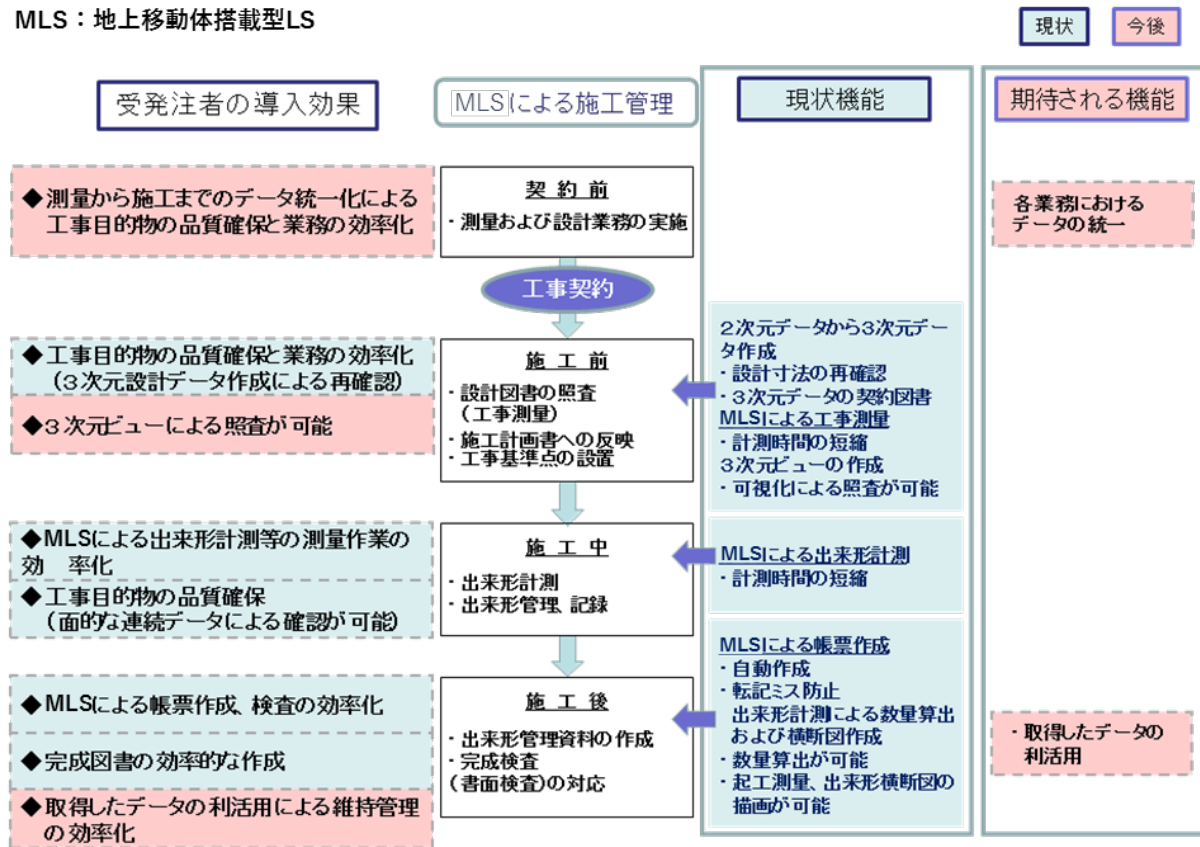 MLS：地上移動体搭載型LS
現状
今後
受発注者の導入効果
MLSによる施工管理
現状機能
期待される機能
◆測量から施工までのデータ統一化による
工事目的物の品質確保と業務の効率化
契約前
・測量および設計業務の実施
各業務における
データの統一
工事契約
◆工事目的物の品質確保と業務の効率化
（３次元設計データ作成による再確認）
◆３次元ビューによる照査が可能
施工前
・設計図書の照査
（工事測量）
・施工計画書への反映
・工事基準点の設置
２次元データから３次元デー
タ作成
・設計寸法の再確認
・３次元データの契約図書
MLSによる工事測量
・計測時間の短縮
３次元ビューの作成
・可視化による照査が可能
◆MLSによる出来形計測等の測量作業の
効　率化
◆工事目的物の品質確保
（面的な連続データによる確認が可能）
施工中
・出来形計測
・出来形管理、記録
MLSによる出来形計測
・計測時間の短縮
◆MLSによる帳票作成、検査の効率化
◆完成図書の効率的な作成
◆取得したデータの利活用による維持管理
の効率化
施工後
・出来形管理資料の作成
・完成検査
（書面検査）の対応
MLSによる帳票作成
・自動作成
・転記ミス防止
出来形計測による数量算出
および横断図作成
・数量算出が可能
・起工測量、出来形横断図の
描画が可能
・取得したデータの
利活用